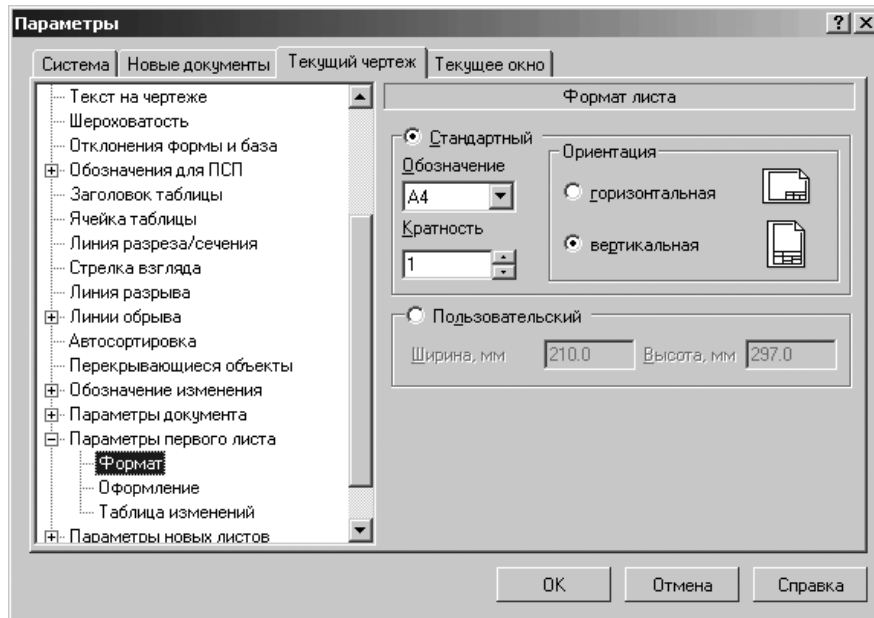 Параметры
Система
Новые документы
Текущий чертеж
Текущее окно
Текст на чертеже
Шероховатость
Отклонения формы и база
Обозначения для ПСП
Заголовок таблицы
Ячейка таблицы
Линия разреза/сечения
Стрелка взгляда
Линия разрыва
Линии обрыва
Автосортировка
Перекрывающиеся объекты
Обозначение изменения
Параметры документа
Параметры первого листа
Формат
Оформление
Таблица изменений
Параметры новых листов
Формат листа
Стандартный
Обозначение
A4
Кратность
1
Ориентация
горизонтальная
вертикальная
Пользовательский
Ширина, мм 210.0 Высота, мм 297.0
OK Отмена Справка